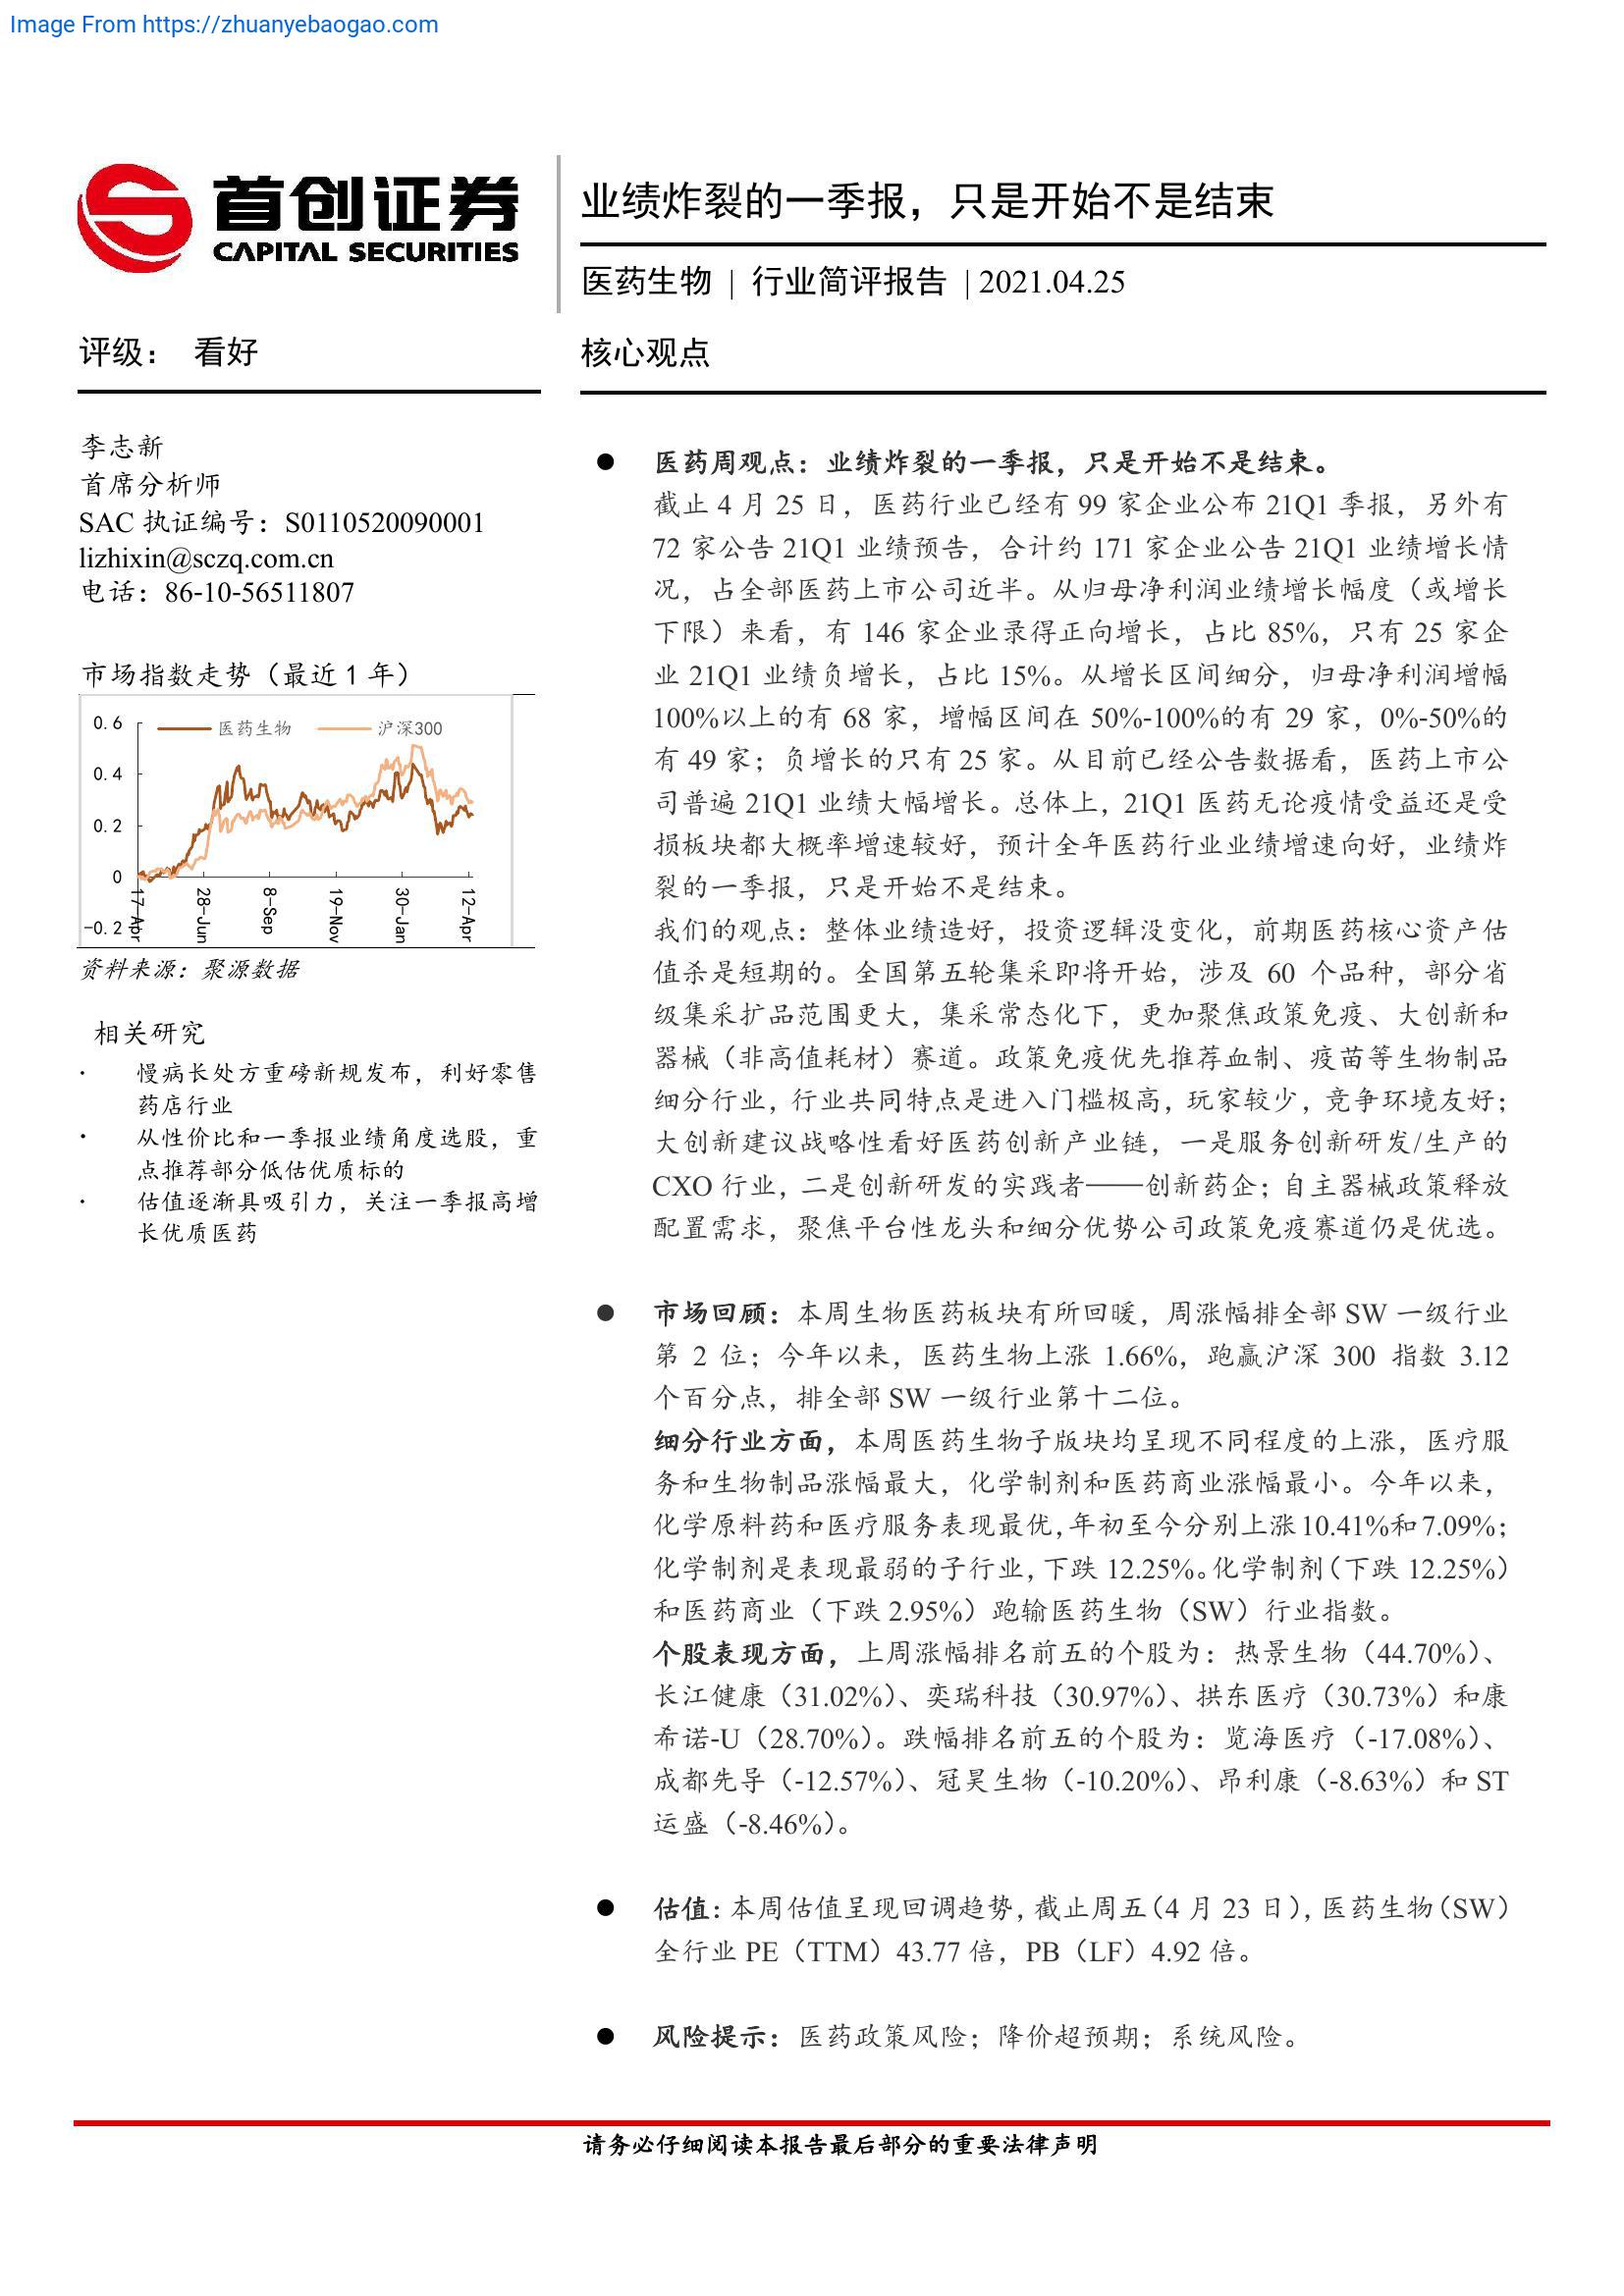 Image From https://zhuanyebaogao.com
首创证券
CAPITAL SECURITIES
业绩炸裂的一季报，只是开始不是结束
医药生物 | 行业简评报告 | 2021.04.25
评级： 看好
核心观点
李志新
首席分析师
SAC 执证编号：S0110520090001
lizhixin@sczq.com.cn
电话：86-10-56511807
市场指数走势（最近 1 年）
医药生物 沪深300
0.6
0.4
0.2
0
-0.2
17-Apr
28-Jun
8-Sep
19-Nov
30-Jan
12-Apr
资料来源：聚源数据
相关研究
· 慢病长处方重磅新规发布，利好零售
药店行业
· 从性价比和一季报业绩角度选股，重
点推荐部分低估优质标的
· 估值逐渐具吸引力，关注一季报高增
长优质医药
● 医药周观点：业绩炸裂的一季报，只是开始不是结束。
截止 4 月 25 日，医药行业已经有 99 家企业公布 21Q1 季报，另外有
72 家公告 21Q1 业绩预告，合计约 171 家企业公告 21Q1 业绩增长情
况，占全部医药上市公司近半。从归母净利润业绩增长幅度（或增长
下限）来看，有 146 家企业录得正向增长，占比 85%，只有 25 家企
业 21Q1 业绩负增长，占比 15%。从增长区间细分，归母净利润增幅
100%以上的有 68 家，增幅区间在 50%-100%的有 29 家，0%-50%的
有 49 家；负增长的只有 25 家。从目前已经公告数据看，医药上市公
司普遍 21Q1 业绩大幅增长。总体上，21Q1 医药无论疫情受益还是受
损板块都大概率增速较好，预计全年医药行业业绩增速向好，业绩炸
裂的一季报，只是开始不是结束。
我们的观点：整体业绩造好，投资逻辑没变化，前期医药核心资产估
值杀是短期的。全国第五轮集采即将开始，涉及 60 个品种，部分省
级集采扩品范围更大，集采常态化下，更加聚焦政策免疫、大创新和
器械（非高值耗材）赛道。政策免疫优先推荐血制、疫苗等生物制品
细分行业，行业共同特点是进入门槛极高，玩家较少，竞争环境友好；
大创新建议战略性看好医药创新产业链，一是服务创新研发/生产的
CXO 行业，二是创新研发的实践者——创新药企；自主器械政策释放
配置需求，聚焦平台性龙头和细分优势公司政策免疫赛道仍是优选。
● 市场回顾：本周生物医药板块有所回暖，周涨幅排全部 SW 一级行业
第 2 位；今年以来，医药生物上涨 1.66%，跑赢沪深 300 指数 3.12
个百分点，排全部 SW 一级行业第十二位。
细分行业方面，本周医药生物子版块均呈现不同程度的上涨，医疗服
务和生物制品涨幅最大，化学制剂和医药商业涨幅最小。今年以来，
化学原料药和医疗服务表现最优，年初至今分别上涨 10.41%和 7.09%；
化学制剂是表现最弱的子行业，下跌 12.25%。化学制剂（下跌 12.25%）
和医药商业（下跌 2.95%）跑输医药生物（SW）行业指数。
个股表现方面，上周涨幅排名前五的个股为：热景生物（44.70%）、
长江健康（31.02%）、奕瑞科技（30.97%）、拱东医疗（30.73%）和康
希诺-U（28.70%）。跌幅排名前五的个股为：览海医疗（-17.08%）、
成都先导（-12.57%）、冠昊生物（-10.20%）、昂利康（-8.63%）和 ST
运盛（-8.46%）。
● 估值：本周估值呈现回调趋势，截止周五（4 月 23 日），医药生物（SW）
全行业 PE（TTM）43.77 倍，PB（LF）4.92 倍。
● 风险提示：医药政策风险；降价超预期；系统风险。
请务必仔细阅读本报告最后部分的重要法律声明